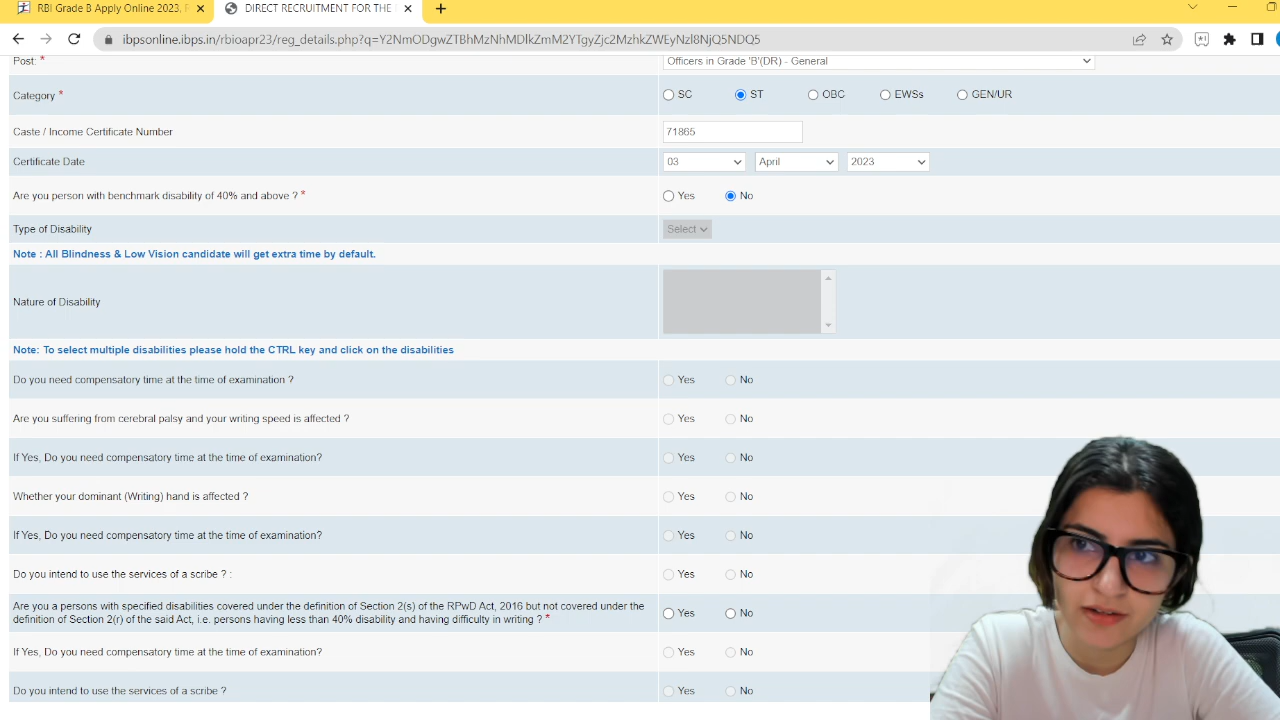 RBI Grade B Apply Online 2023, R
DIRECT RECRUITMENT FOR THE
ibpsonline.ibps.in/rbioapr23/reg_details.php?q=Y2NmODgwZTBhMzNhMDlkZmM2YTgyZjc2MzhkZWEyNzl8NjQ5NDQ5
Post: * Officers in Grade 'B'(DR) - General
Category * SC ST OBC EWSs GEN/UR
Caste / Income Certificate Number 71865
Certificate Date 03 April 2023
Are you person with benchmark disability of 40% and above ? * Yes No
Type of Disability Select
Note : All Blindness & Low Vision candidate will get extra time by default.
Nature of Disability
Note: To select multiple disabilities please hold the CTRL key and click on the disabilities
Do you need compensatory time at the time of examination ? Yes No
Are you suffering from cerebral palsy and your writing speed is affected ? Yes No
If Yes, Do you need compensatory time at the time of examination? Yes No
Whether your dominant (Writing) hand is affected ? Yes No
If Yes, Do you need compensatory time at the time of examination? Yes No
Do you intend to use the services of a scribe ? : Yes No
Are you a persons with specified disabilities covered under the definition of Section 2(s) of the RPwD Act, 2016 but not covered under the
definition of Section 2(r) of the said Act, i.e. persons having less than 40% disability and having difficulty in writing ? * Yes No
If Yes, Do you need compensatory time at the time of examination? Yes No
Do you intend to use the services of a scribe ? Yes No